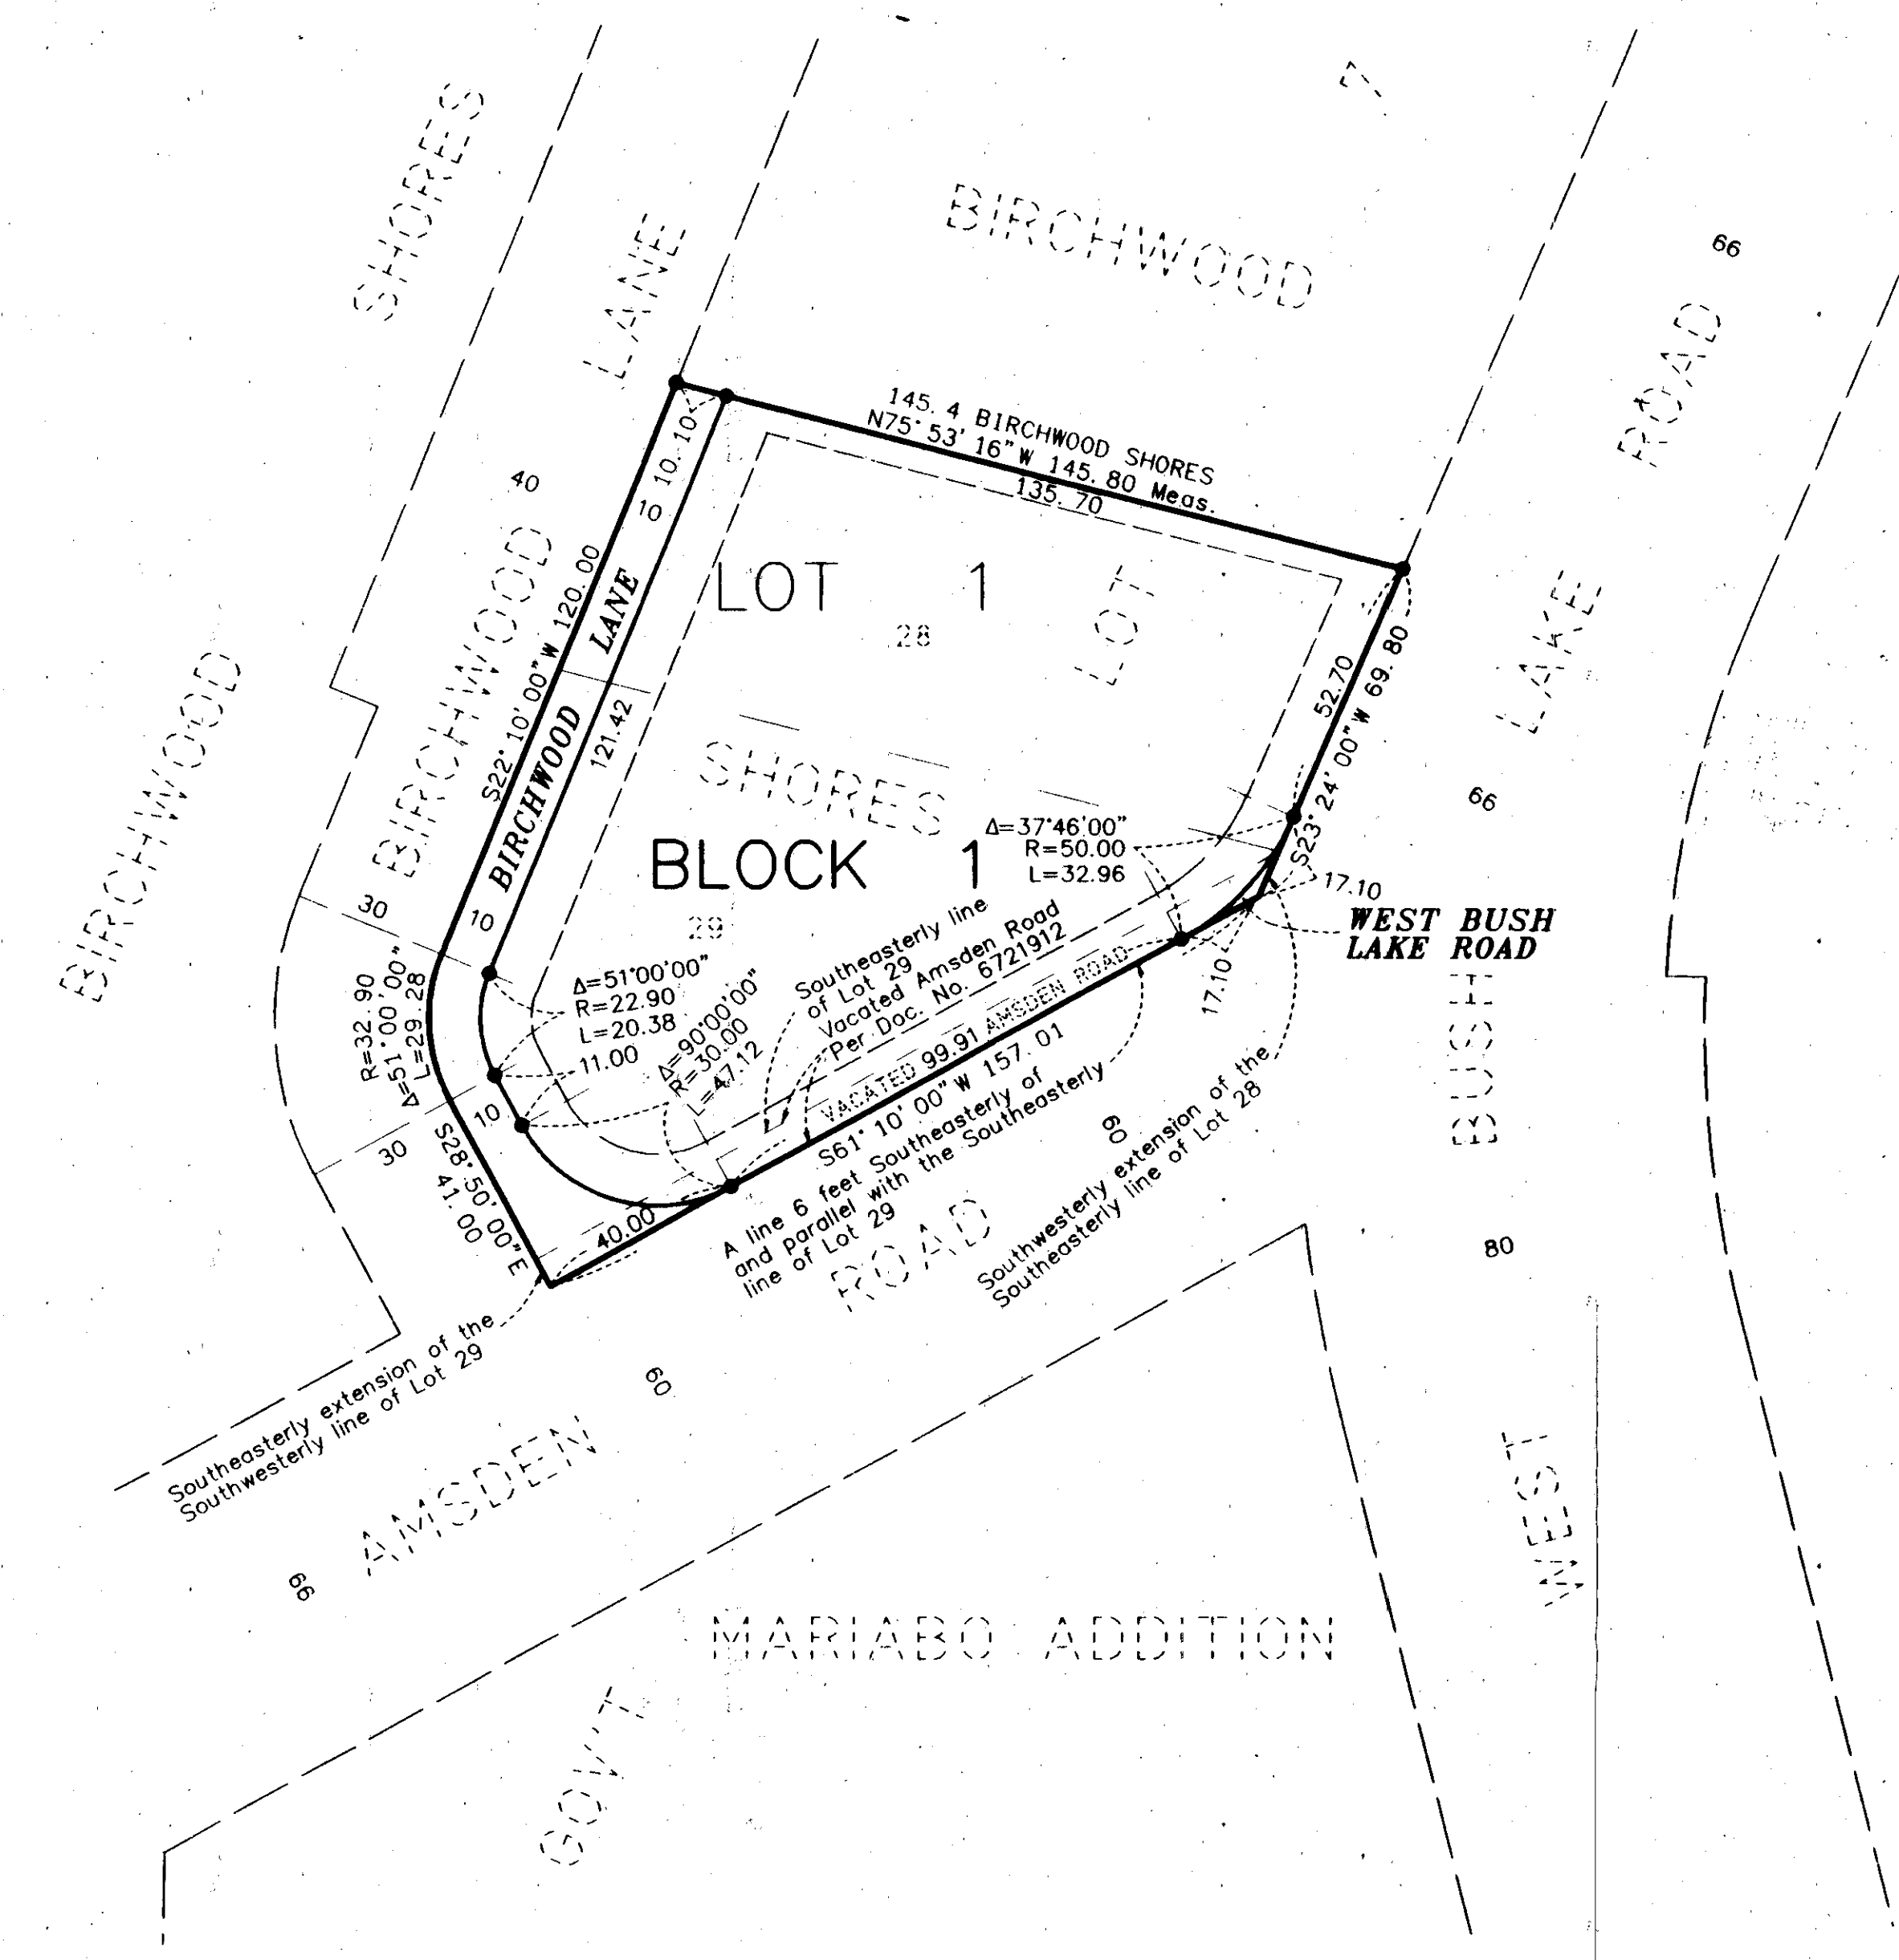 SHORES
LANE
BIRCHWOOD
7
66
ROAD
145.4 BIRCHWOOD SHORES
N75°53'16"W 145.80 Meas.
135.70
10.10
10
40
BIRCHWOOD
S22°10'00"W 120.00
BIRCHWOOD LANE
121.42
LOT 1
28
LOT
LAKE
52.70
S23°24'00"W 69.80
66
BIRCHWOOD
SHORES
BLOCK 1
29
Δ=37°46'00"
R=50.00
L=32.96
17.10
WEST BUSH
LAKE ROAD
17.10
30
10
R=32.90
Δ=51°00'00"
L=29.28
Δ=51°00'00"
R=22.90
L=20.38
11.00
Δ=90°00'00"
R=30.00
L=47.12
Southeasterly line
of Lot 29
Vacated Amsden Road
Per Doc. No. 6721912
VACATED 99.91 AMSDEN ROAD
S61°10'00"W 157.01
10
30
S28°50'00"E
41.00
40.00
A line 6 feet Southeasterly of
and parallel with the Southeasterly
line of Lot 29
60
Southwesterly extension of the
Southeasterly line of Lot 28
BUSH
80
ROAD
Southeasterly extension of the
Southwesterly line of Lot 29
60
AMSDEN
66
WEST
MARIABO ADDITION
GOV'T